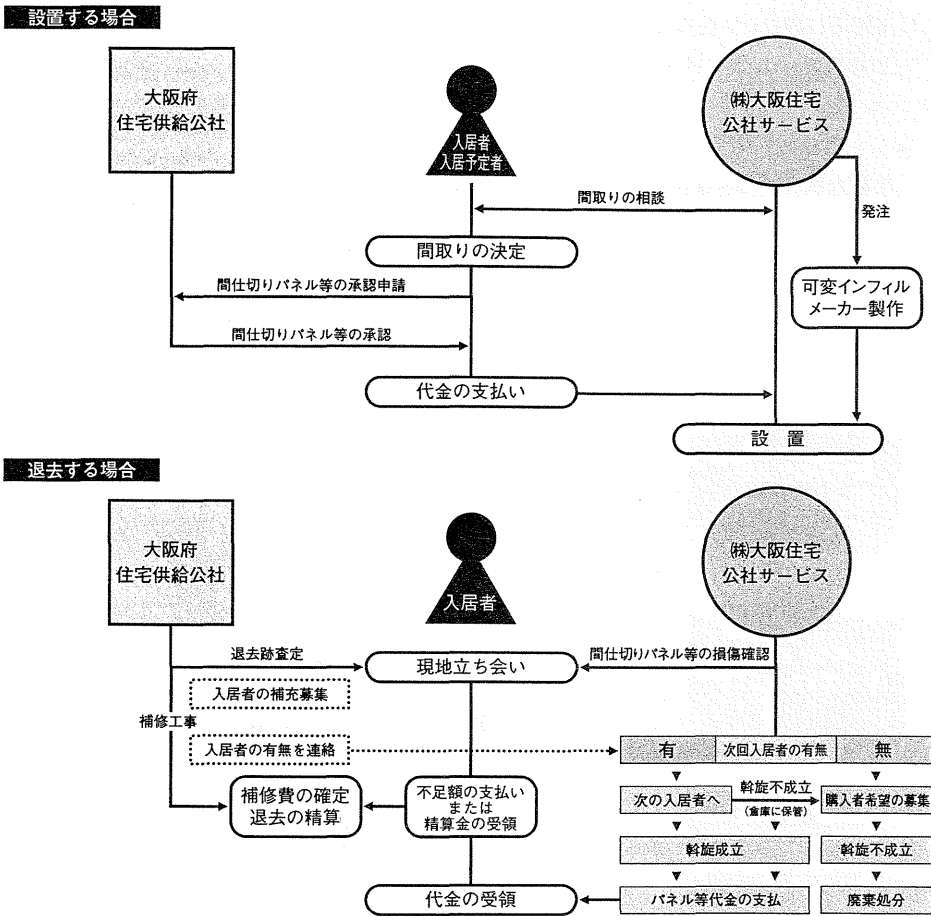 設置する場合
大阪府
住宅供給公社
入居者
入居予定者
㈱大阪住宅
公社サービス
間取りの相談
発注
間取りの決定
間仕切りパネル等の承認申請
可変インフィル
メーカー製作
間仕切りパネル等の承認
代金の支払い
設 置
退去する場合
大阪府
住宅供給公社
入居者
㈱大阪住宅
公社サービス
退去跡査定
現地立ち会い
間仕切りパネル等の損傷確認
入居者の補充募集
補修工事
入居者の有無を連絡
有 次回入居者の有無 無
補修費の確定
退去の精算
不足額の支払い
または
精算金の受領
次の入居者へ
斡旋不成立
(倉庫に保管)
購入者希望の募集
斡旋成立
斡旋不成立
代金の受領
パネル等代金の支払
廃棄処分